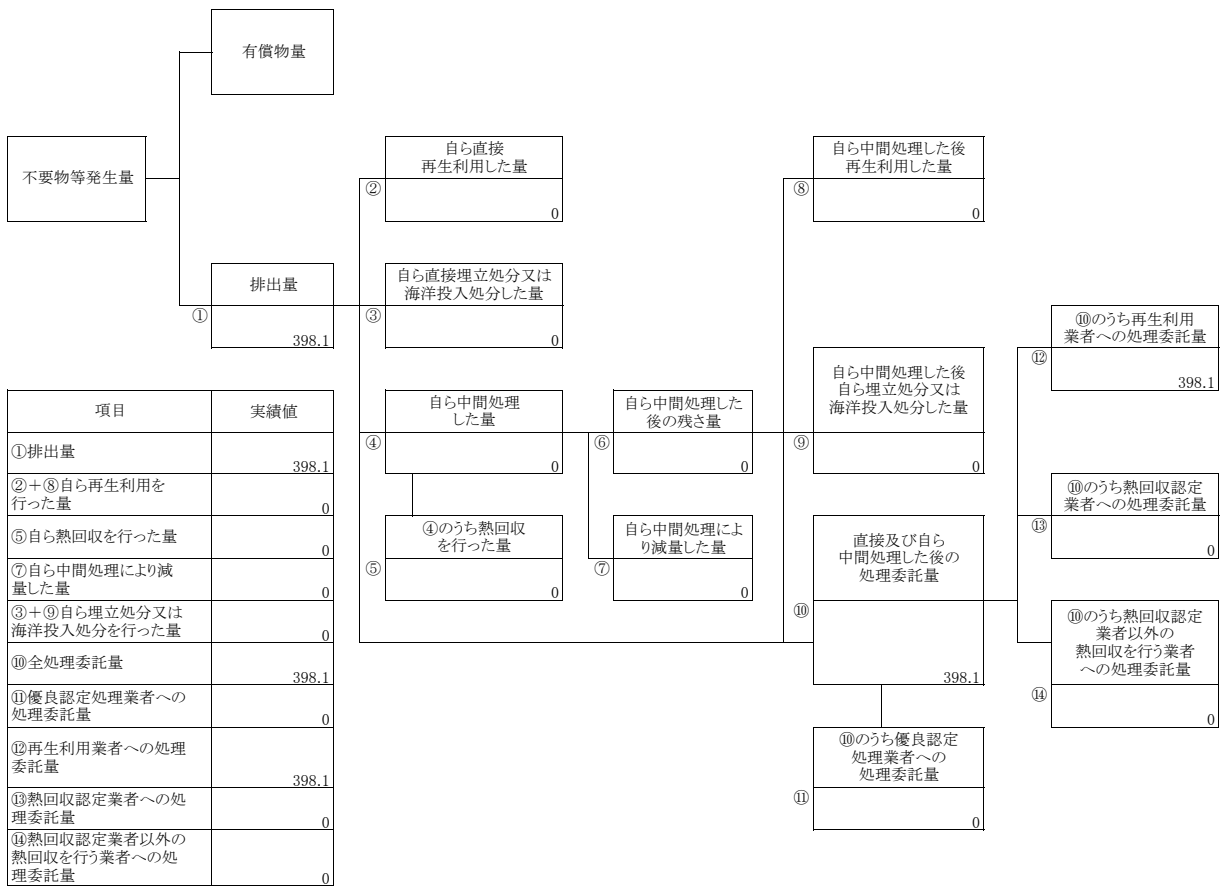 有償物量
不要物等発生量
自ら直接
再生利用した量
②
0
自ら中間処理した後
再生利用した量
⑧
0
排出量
①
398.1
自ら直接埋立処分又は
海洋投入処分した量
③
0
⑩のうち再生利用
業者への処理委託量
⑫
398.1
自ら中間処理
した量
④
0
自ら中間処理した
後の残さ量
⑥
0
自ら中間処理した後
自ら埋立処分又は
海洋投入処分した量
⑨
0
⑩のうち熱回収認定
業者への処理委託量
⑬
0
④のうち熱回収
を行った量
⑤
0
自ら中間処理によ
り減量した量
⑦
0
直接及び自ら
中間処理した後の
処理委託量
⑩
398.1
⑩のうち熱回収認定
業者以外の
熱回収を行う業者
への処理委託量
⑭
0
⑩のうち優良認定
処理業者への
処理委託量
⑪
0
項目 実績値
①排出量
398.1
②+⑧自ら再生利用を
行った量
0
⑤自ら熱回収を行った量
0
⑦自ら中間処理により減
量した量
0
③+⑨自ら埋立処分又は
海洋投入処分を行った量
0
⑩全処理委託量
398.1
⑪優良認定処理業者への
処理委託量
0
⑫再生利用業者への処理
委託量
398.1
⑬熱回収認定業者への処
理委託量
0
⑭熱回収認定業者以外の
熱回収を行う業者への処
理委託量
0